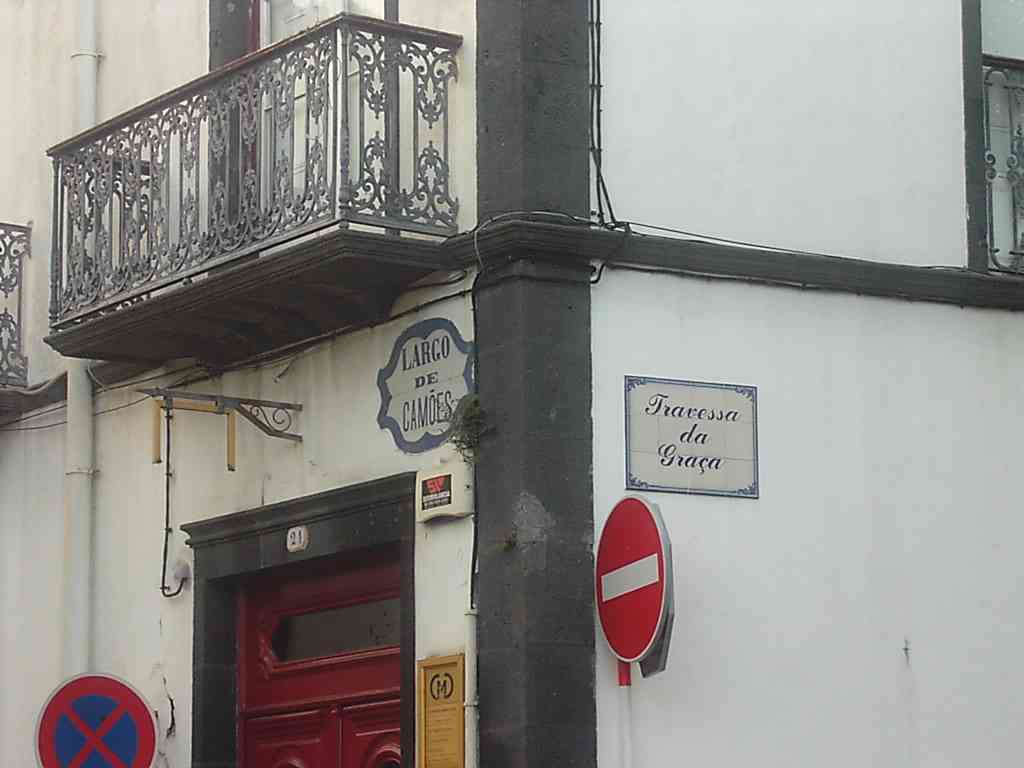 LARGO
DE
CAMÕES
Travessa
da
Graça
21
M